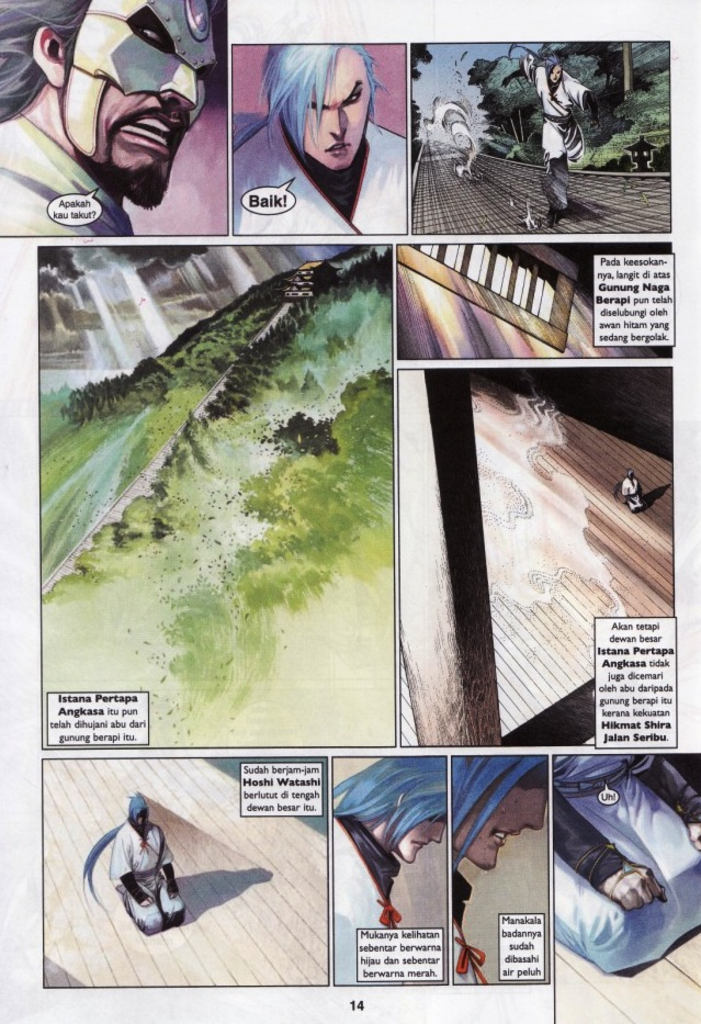 Apakah
kau takut?
Baik!
Pada keesokan-
nya, langit di atas
Gunung Naga
Berapi pun telah
diselubungi oleh
awan hitam yang
sedang bergolak.
Istana Pertapa
Angkasa itu pun
telah dihujani abu dari
gunung berapi itu.
Akan tetapi
dewan besar
Istana Pertapa
Angkasa tidak
juga dicemari
oleh abu daripada
gunung berapi itu
kerana kekuatan
Hikmat Shira
Jalan Seribu.
Sudah berjam-jam
Hoshi Watashi
berlutut di tengah
dewan besar itu.
Mukanya kelihatan
sebentar berwarna
hijau dan sebentar
berwarna merah.
Manakala
badannya
sudah
dibasahi
air peluh
Uh!
14